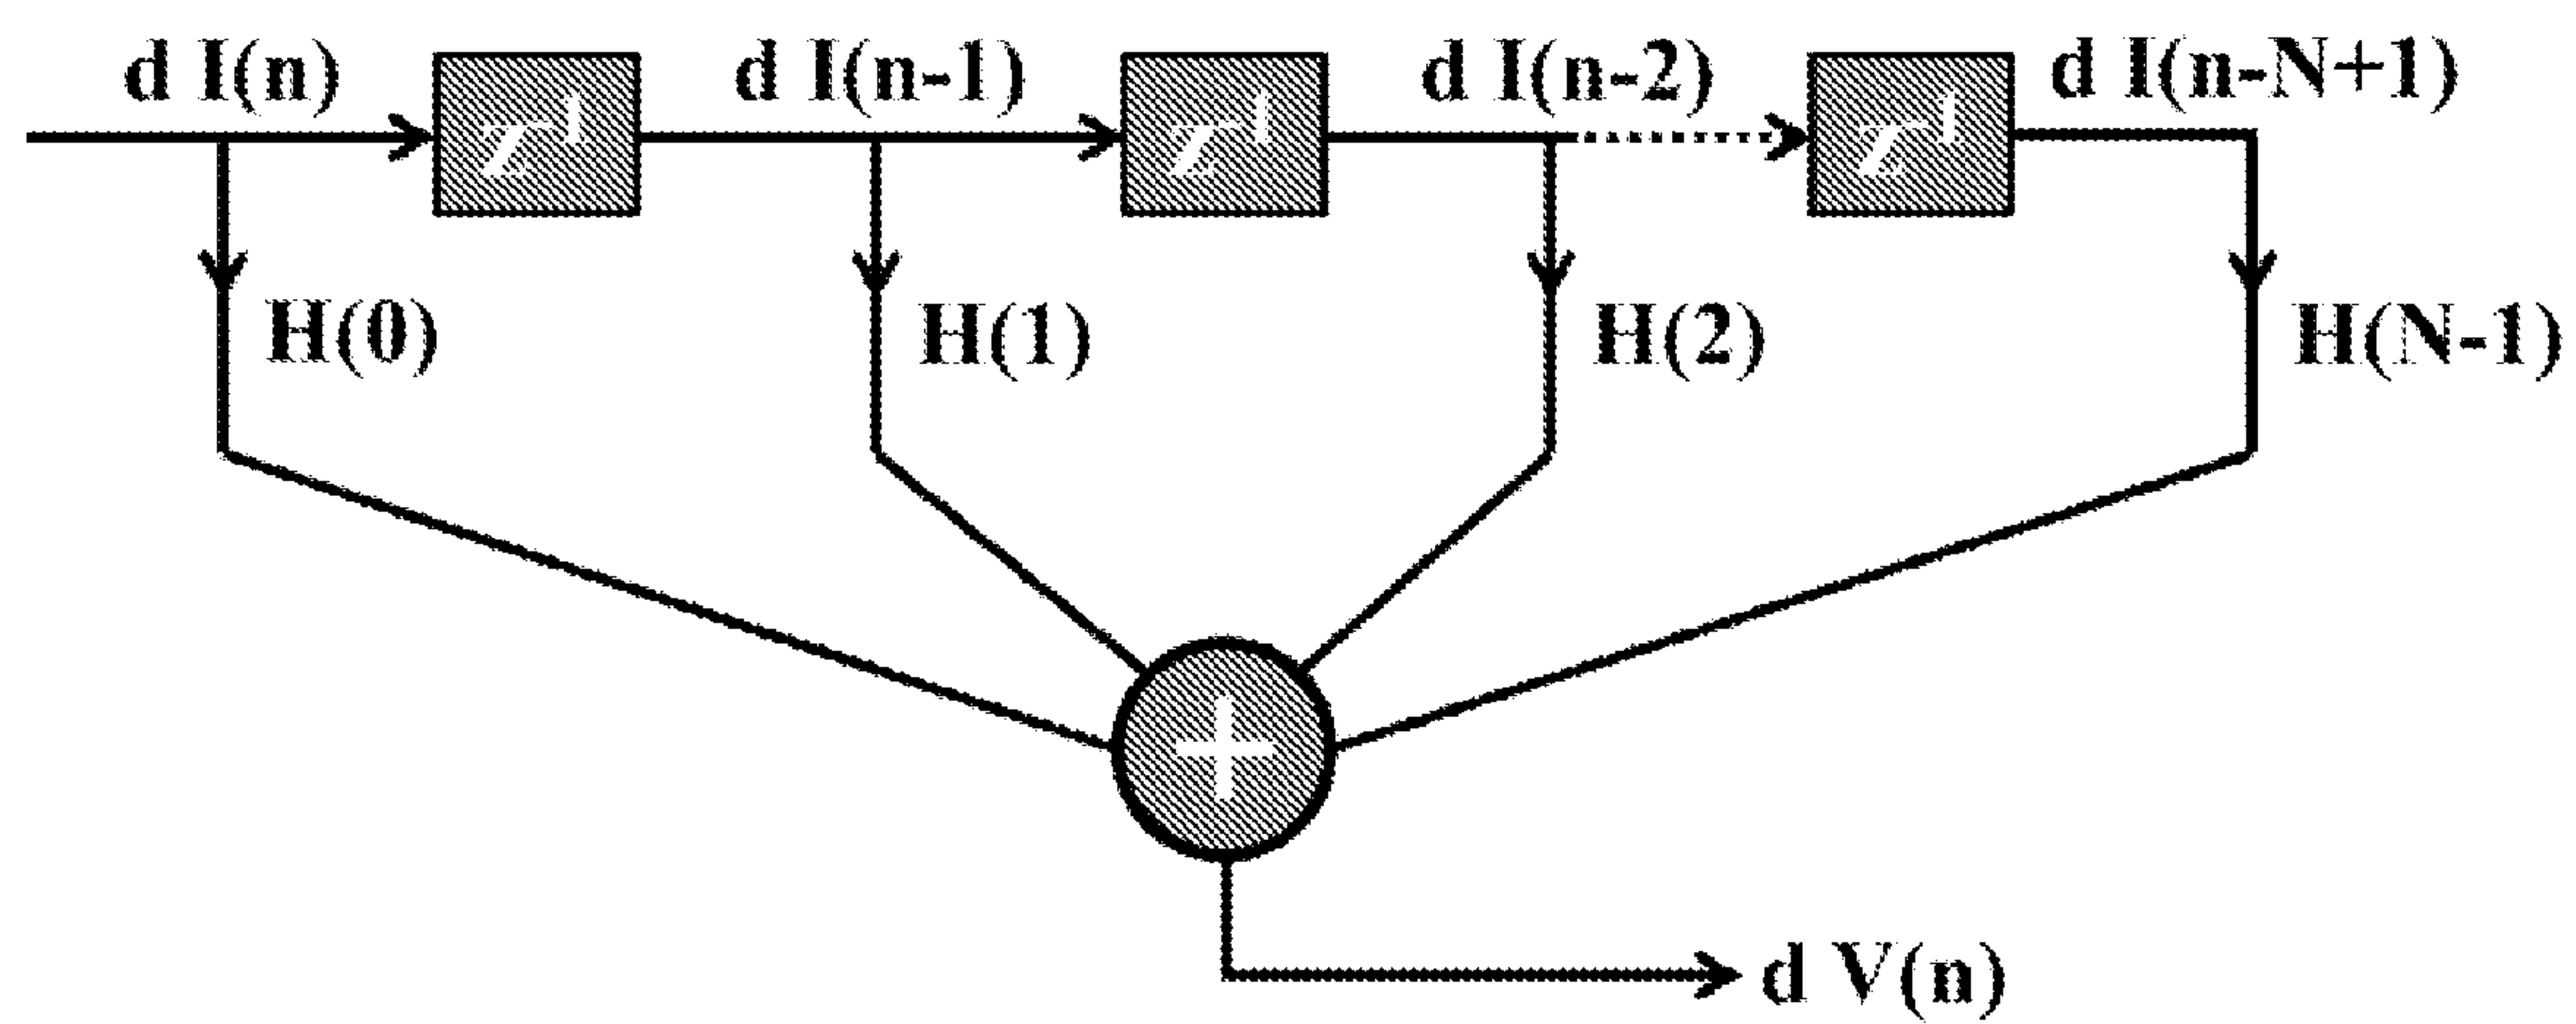 d I(n)
z-1
d I(n-1)
z-1
d I(n-2)
z-1
d I(n-N+1)
H(0)
H(1)
H(2)
H(N-1)
+
d V(n)